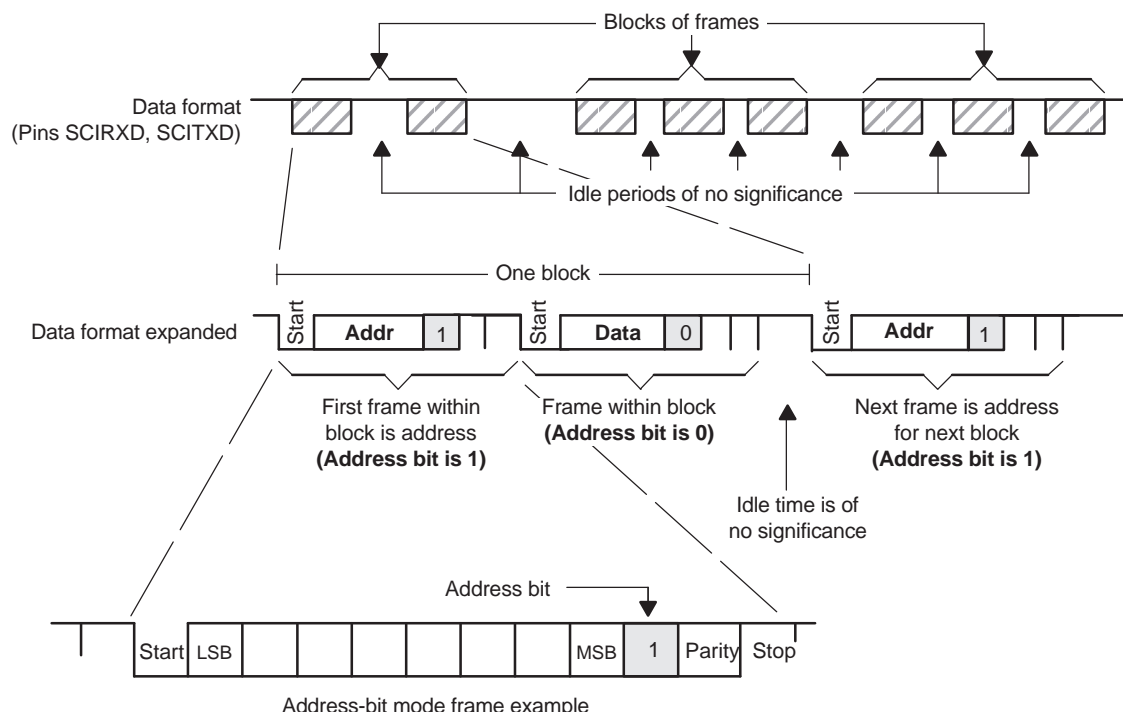 Blocks of frames
Data format
(Pins SCIRXD, SCITXD)
Idle periods of no significance
One block
Data format expanded
Start
Addr
1
Start
Data
0
Start
Addr
1
First frame within
block is address
(Address bit is 1)
Frame within block
(Address bit is 0)
Next frame is address
for next block
(Address bit is 1)
Idle time is of
no significance
Address bit
Start
LSB
MSB
1
Parity
Stop
Address-bit mode frame example